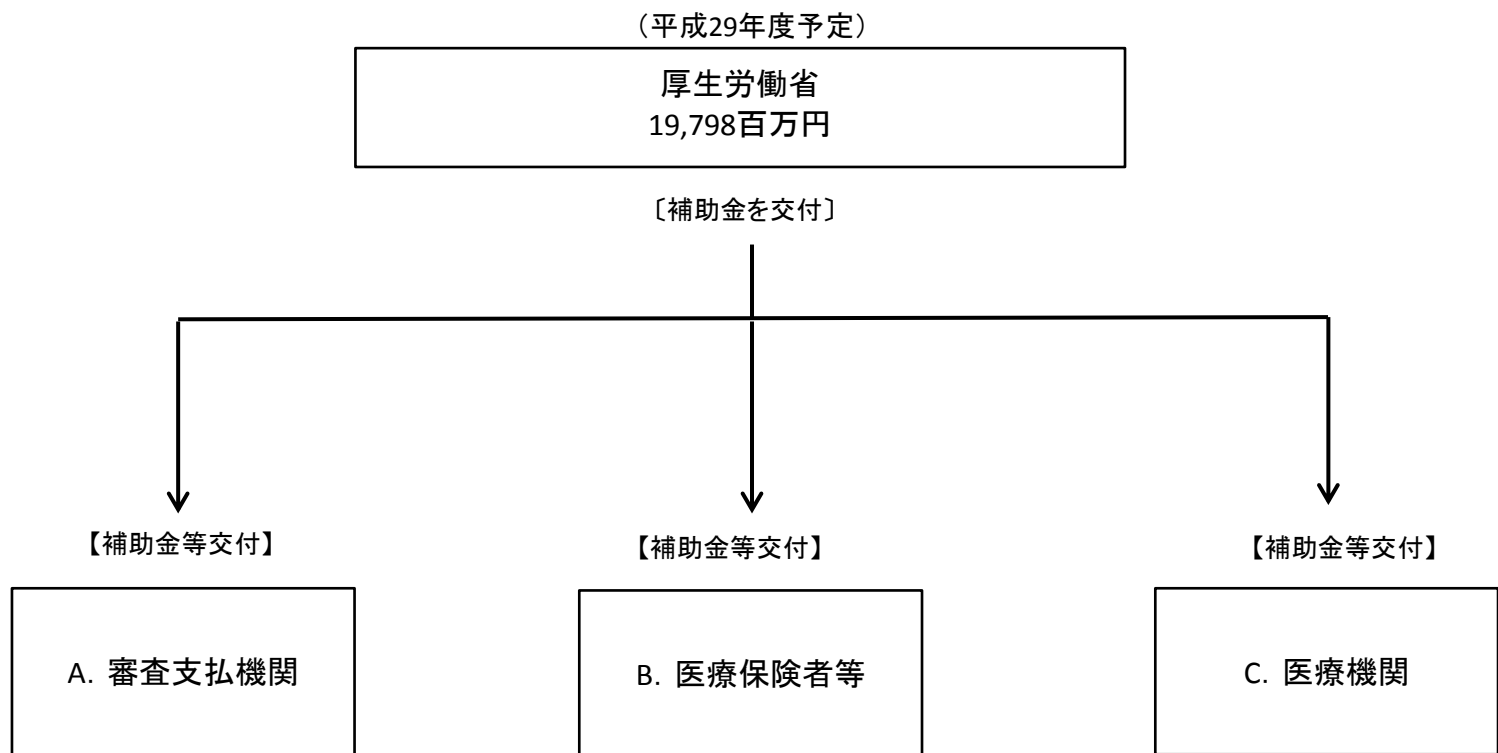 （平成29年度予定）
厚生労働省
19,798百万円
〔補助金を交付〕
【補助金等交付】
【補助金等交付】
【補助金等交付】
A. 審査支払機関
B. 医療保険者等
C. 医療機関